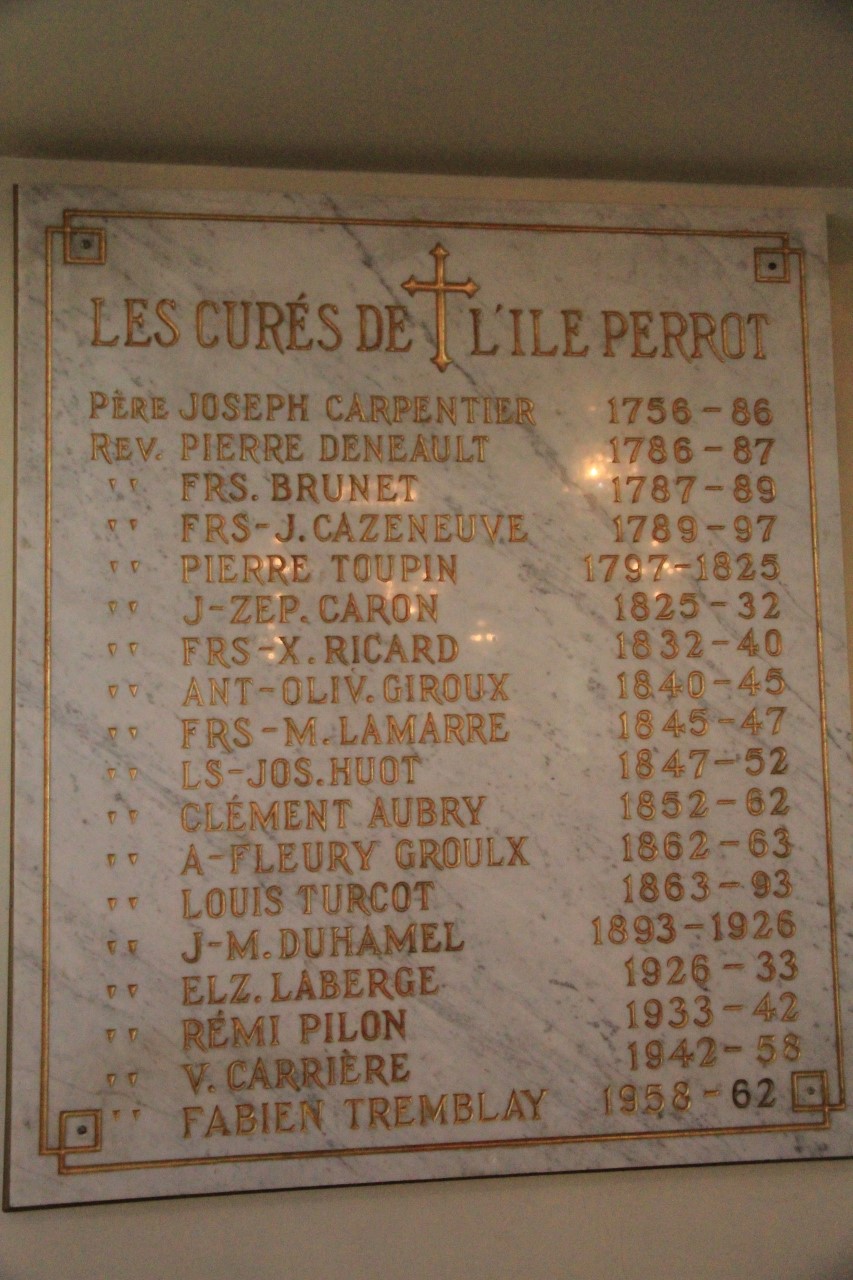 LES CURÉS DE L'ILE PERROT
PÈRE JOSEPH CARPENTIER 1756-86
REV. PIERRE DENEAULT 1786-87
" FRS. BRUNET 1787-89
" FRS-J. CAZENEUVE 1789-97
" PIERRE TOUPIN 1797-1825
" J-ZEP. CARON 1825-32
" FRS-X. RICARD 1832-40
" ANT-OLIV. GIROUX 1840-45
" FRS-M. LAMARRE 1845-47
" LS-JOS. HUOT 1847-52
" CLÉMENT AUBRY 1852-62
" A-FLEURY GROULX 1862-63
" LOUIS TURCOT 1863-93
" J-M. DUHAMEL 1893-1926
" ELZ. LABERGE 1926-33
" RÉMI PILON 1933-42
" V. CARRIÈRE 1942-58
" FABIEN TREMBLAY 1958-62